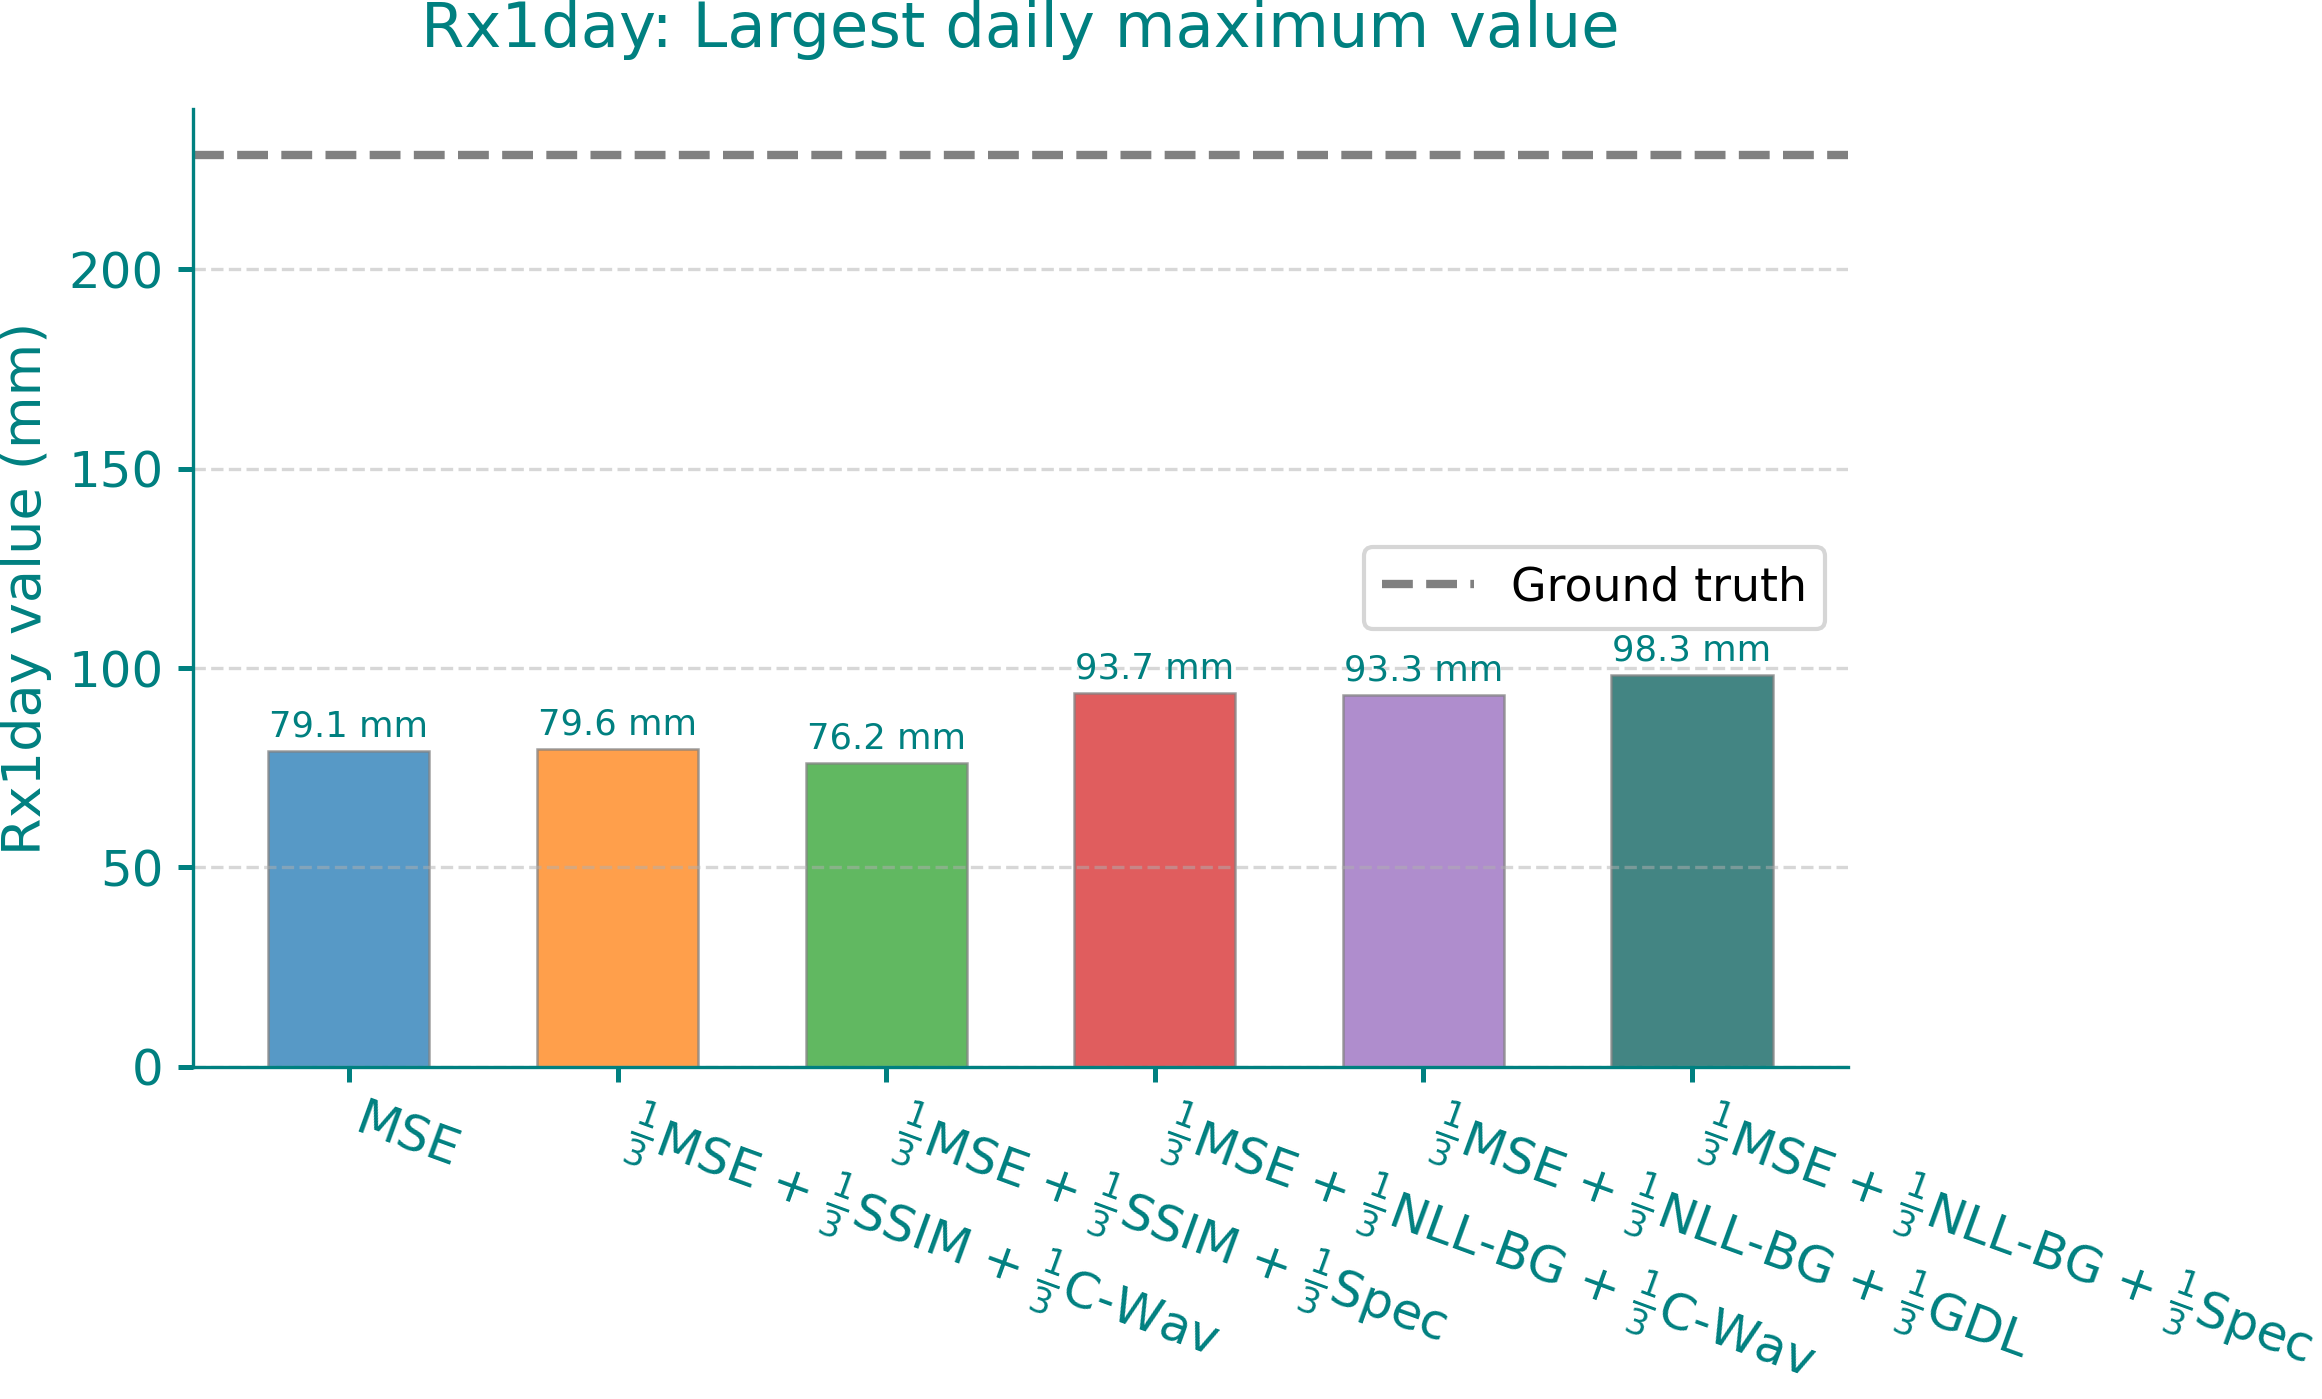 Rx1day: Largest daily maximum value
Rx1day value (mm)
200
150
100
50
0
Ground truth
79.1 mm
79.6 mm
76.2 mm
93.7 mm
93.3 mm
98.3 mm
MSE
1/3MSE + 1/3SSIM + 1/3C-Wav
1/3MSE + 1/3SSIM + 1/3Spec
1/3MSE + 1/3NLL-BG + 1/3C-Wav
1/3MSE + 1/3NLL-BG + 1/3GDL
1/3MSE + 1/3NLL-BG + 1/3Spec